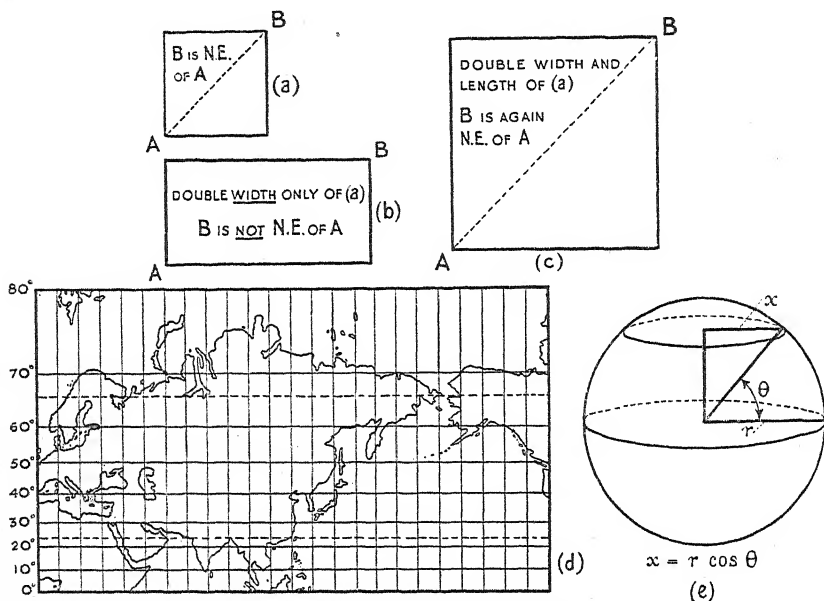 B
B IS N.E.
OF A
(a)
A
B
DOUBLE WIDTH ONLY OF (a)
B IS NOT N.E. OF A
(b)
A
B
DOUBLE WIDTH AND
LENGTH OF (a)
B IS AGAIN
N.E. OF A
A
(c)
80°
70°
60°
50°
40°
30°
20°
10°
0°
(d)
x
θ
r
x = r cos θ
(e)